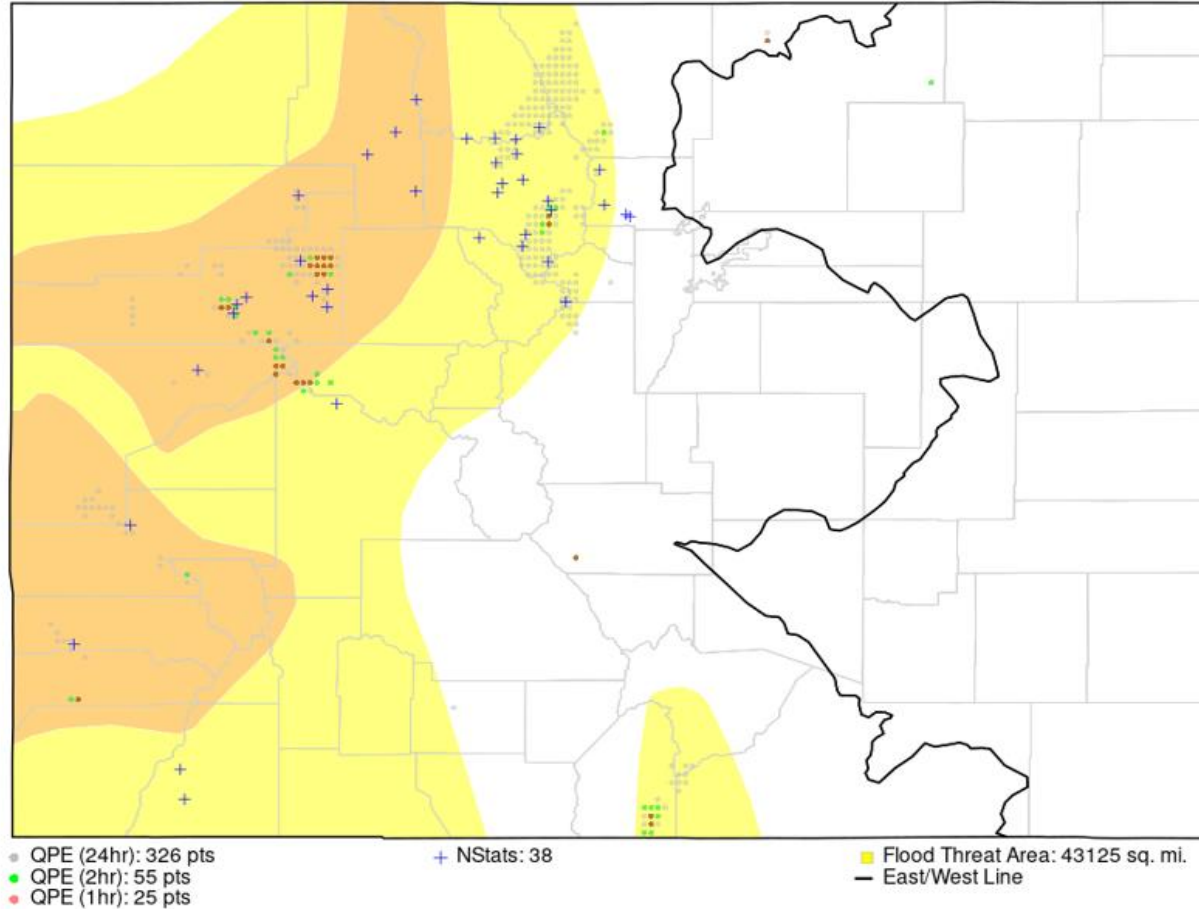 QPE (24hr): 326 pts
NStats: 38
Flood Threat Area: 43125 sq. mi.
QPE (2hr): 55 pts
East/West Line
QPE (1hr): 25 pts